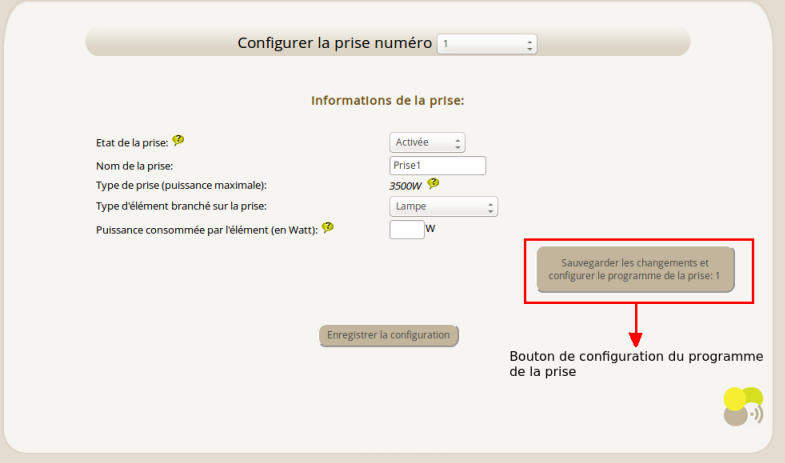 Configurer la prise numéro 1
Informations de la prise:
Etat de la prise: ? Activée
Nom de la prise: Prise1
Type de prise (puissance maximale): 3500W ?
Type d'élément branché sur la prise: Lampe
Puissance consommée par l'élément (en Watt): ? W
Sauvegarder les changements et
configurer le programme de la prise: 1
Enregistrer la configuration
Bouton de configuration du programme
de la prise